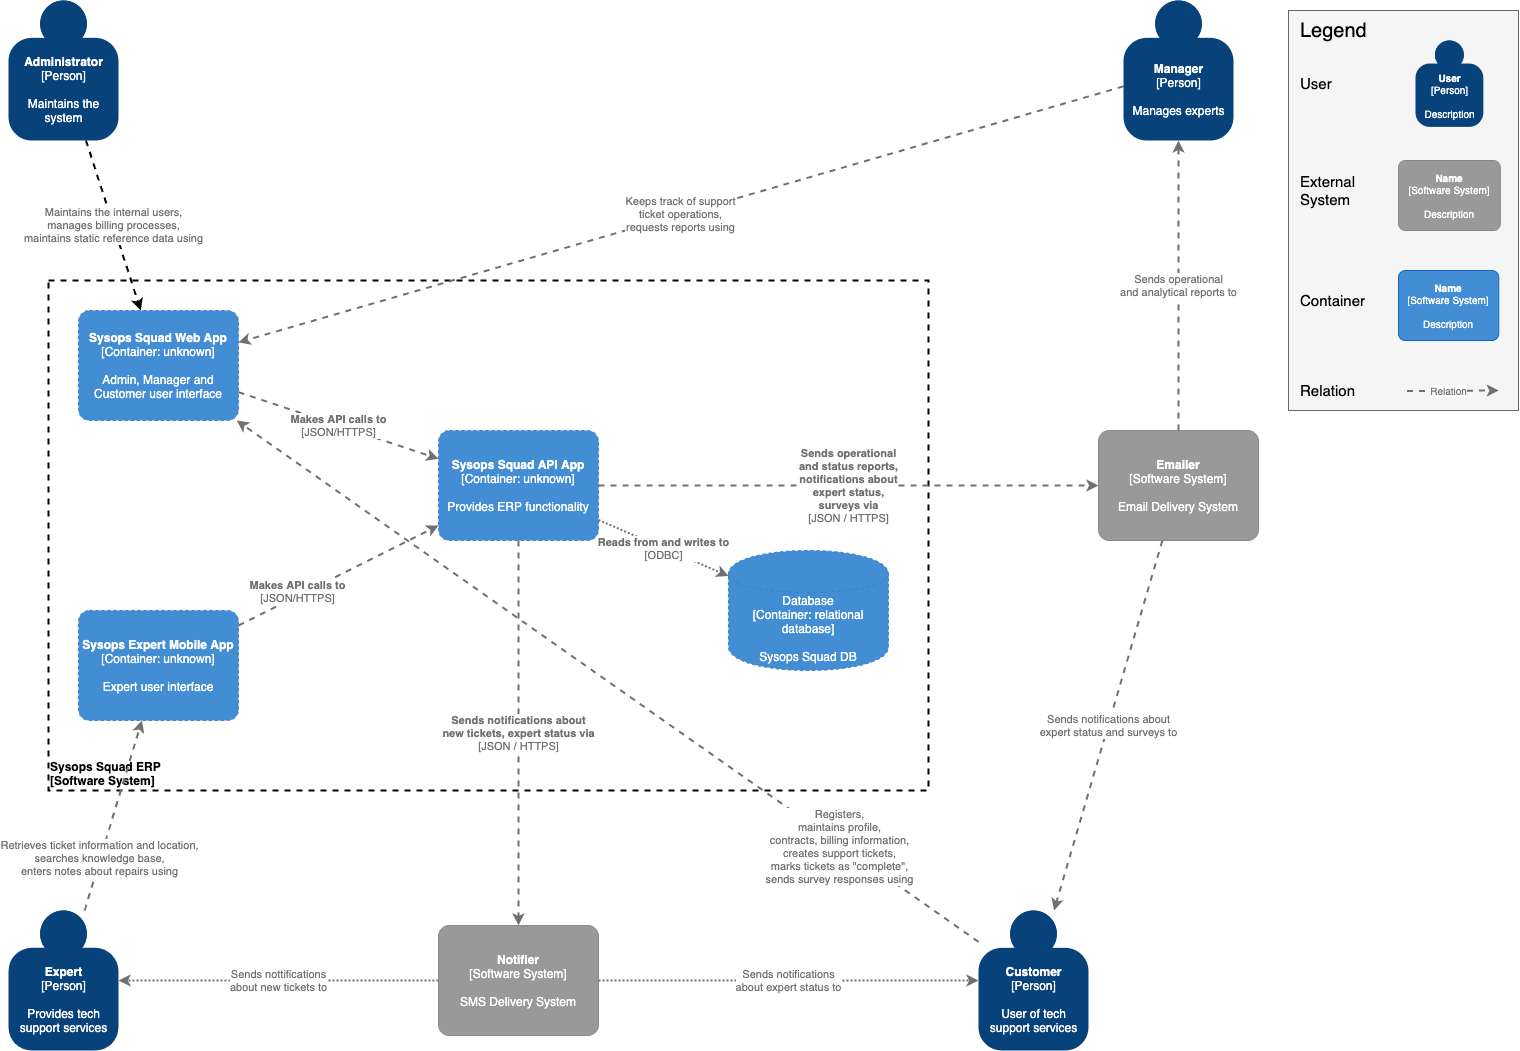 Administrator
[Person]
Maintains the
system
Manager
[Person]
Manages experts
Legend
User
User
[Person]
Description
External
System
Name
[Software System]
Description
Container
Name
[Software System]
Description
Relation
Relation
Maintains the internal users,
manages billing processes,
maintains static reference data using
Keeps track of support
ticket operations,
requests reports using
Sends operational
and analytical reports to
Sysops Squad Web App
[Container: unknown]
Admin, Manager and
Customer user interface
Makes API calls to
[JSON/HTTPS]
Sysops Squad API App
[Container: unknown]
Provides ERP functionality
Sends operational
and status reports,
notifications about
expert status,
surveys via
[JSON / HTTPS]
Emailer
[Software System]
Email Delivery System
Reads from and writes to
[ODBC]
Makes API calls to
[JSON/HTTPS]
Database
[Container: relational
database]
Sysops Squad DB
Sysops Expert Mobile App
[Container: unknown]
Expert user interface
Sends notifications about
new tickets, expert status via
[JSON / HTTPS]
Sends notifications about
expert status and surveys to
Sysops Squad ERP
[Software System]
Registers,
maintains profile,
contracts, billing information,
creates support tickets,
marks tickets as "complete",
sends survey responses using
Retrieves ticket information and location,
searches knowledge base,
enters notes about repairs using
Expert
[Person]
Provides tech
support services
Sends nottifications
about new tickets to
Notifier
[Software System]
SMS Delivery System
Sends notifications
about expert status to
Customer
[Person]
User of tech
support services